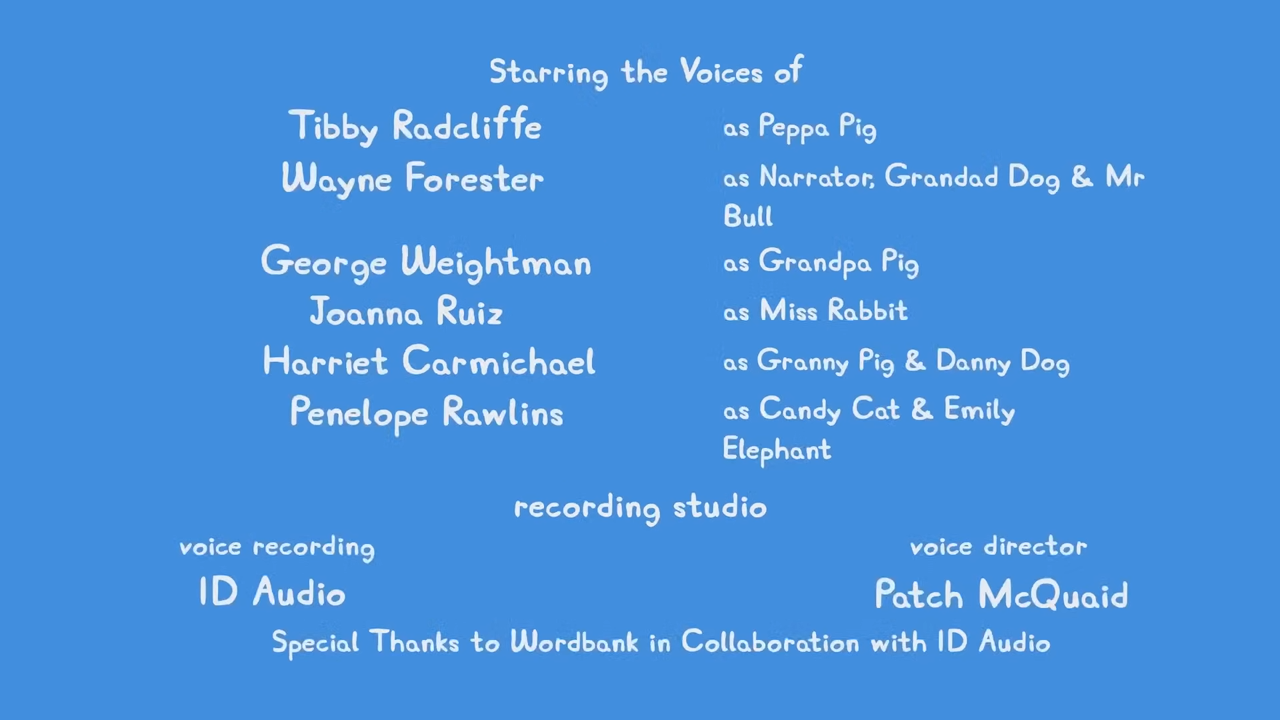 Starring the Voices of
Tibby Radcliffe as Peppa Pig
Wayne Forester as Narrator, Grandad Dog & Mr
Bull
George Weightman as Grandpa Pig
Joanna Ruiz as Miss Rabbit
Harriet Carmichael as Granny Pig & Danny Dog
Penelope Rawlins as Candy Cat & Emily
Elephant
recording studio
voice recording voice director
ID Audio Patch McQuaid
Special Thanks to Wordbank in Collaboration with ID Audio